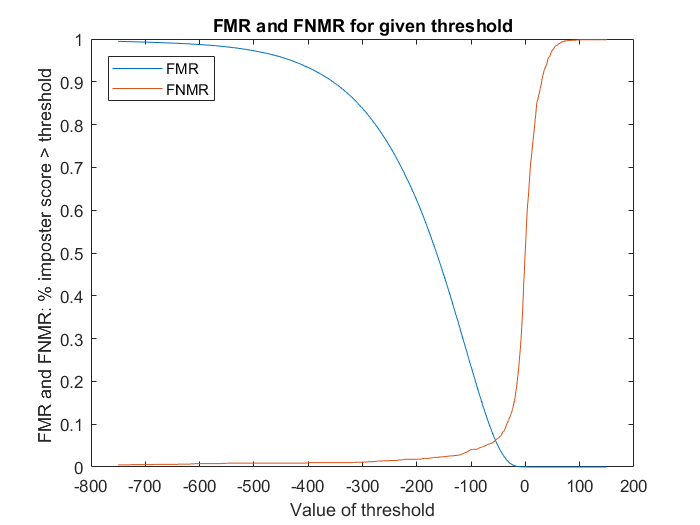 FMR and FNMR for given threshold
FMR and FNMR: % imposter score > threshold
1
0.9
0.8
0.7
0.6
0.5
0.4
0.3
0.2
0.1
0
FMR
FNMR
-800 -700 -600 -500 -400 -300 -200 -100 0 100 200
Value of threshold